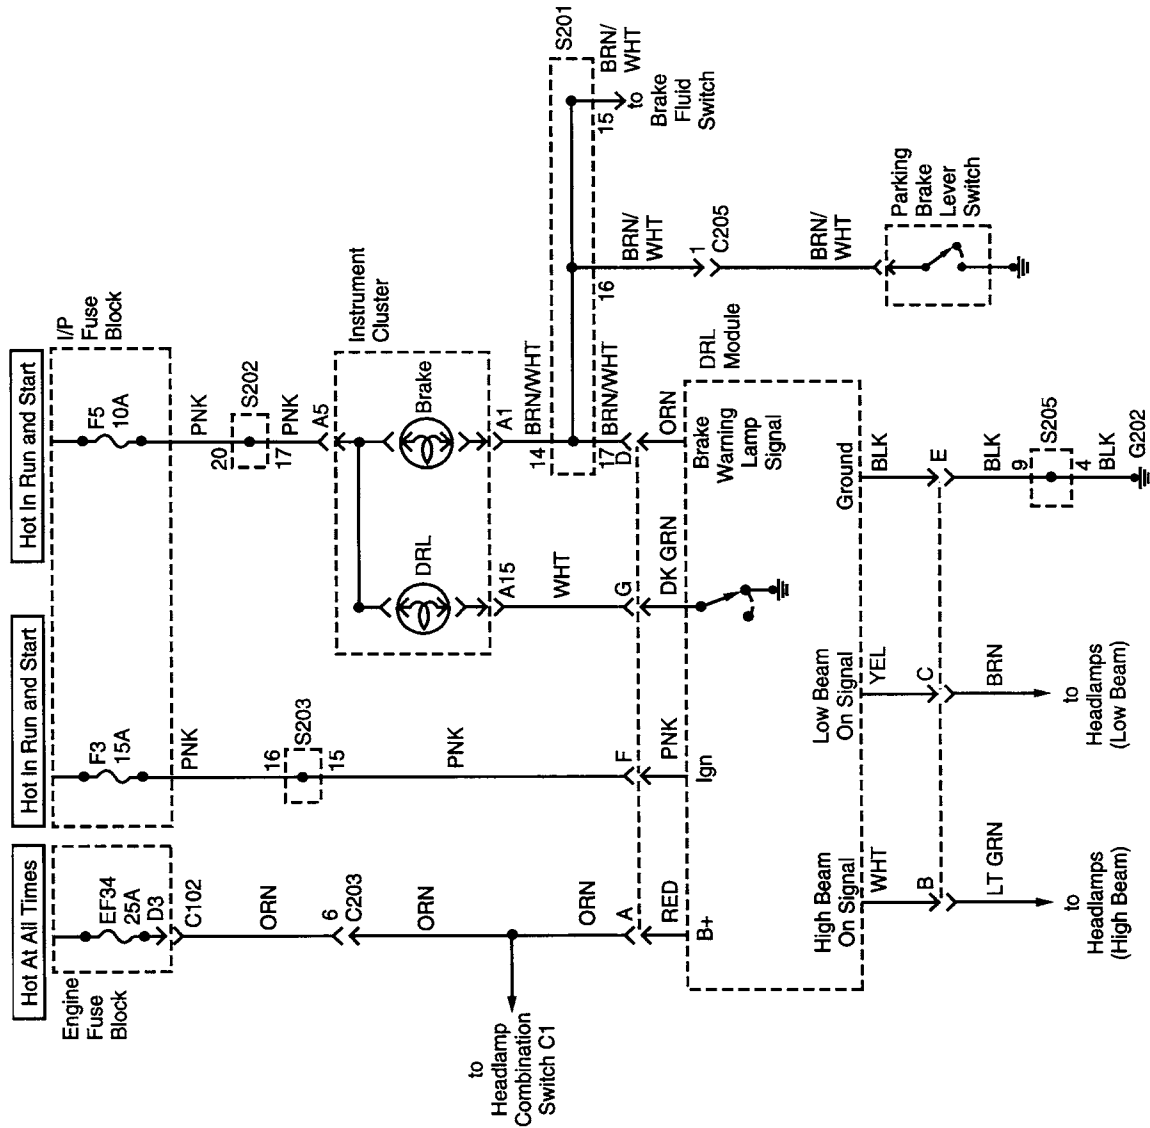 Hot At All Times
Hot In Run and Start
Hot In Run and Start
Engine
Fuse
Block
EF34
25A
D3
C102
ORN
6
C203
ORN
to
Headlamp
Combination
Switch C1
ORN
A
RED
B+
F3
15A
PNK
16
S203
15
PNK
F
PNK
Ign
I/P
Fuse
Block
F5
10A
PNK
20
S202
17
PNK
A5
Instrument
Cluster
DRL
Brake
A15
WHT
G
DK GRN
A1
BRN/WHT
14
17
BRN/WHT
D
ORN
S201
15
BRN/
WHT
to
Brake
Fluid
Switch
16
BRN/
WHT
1
C205
BRN/
WHT
Parking
Brake
Lever
Switch
DRL
Module
Brake
Warning
Lamp
Signal
High Beam
On Signal
WHT
B
LT GRN
to
Headlamps
(High Beam)
Low Beam
On Signal
YEL
C
BRN
to
Headlamps
(Low Beam)
Ground
BLK
E
BLK
9
S205
4
BLK
G202